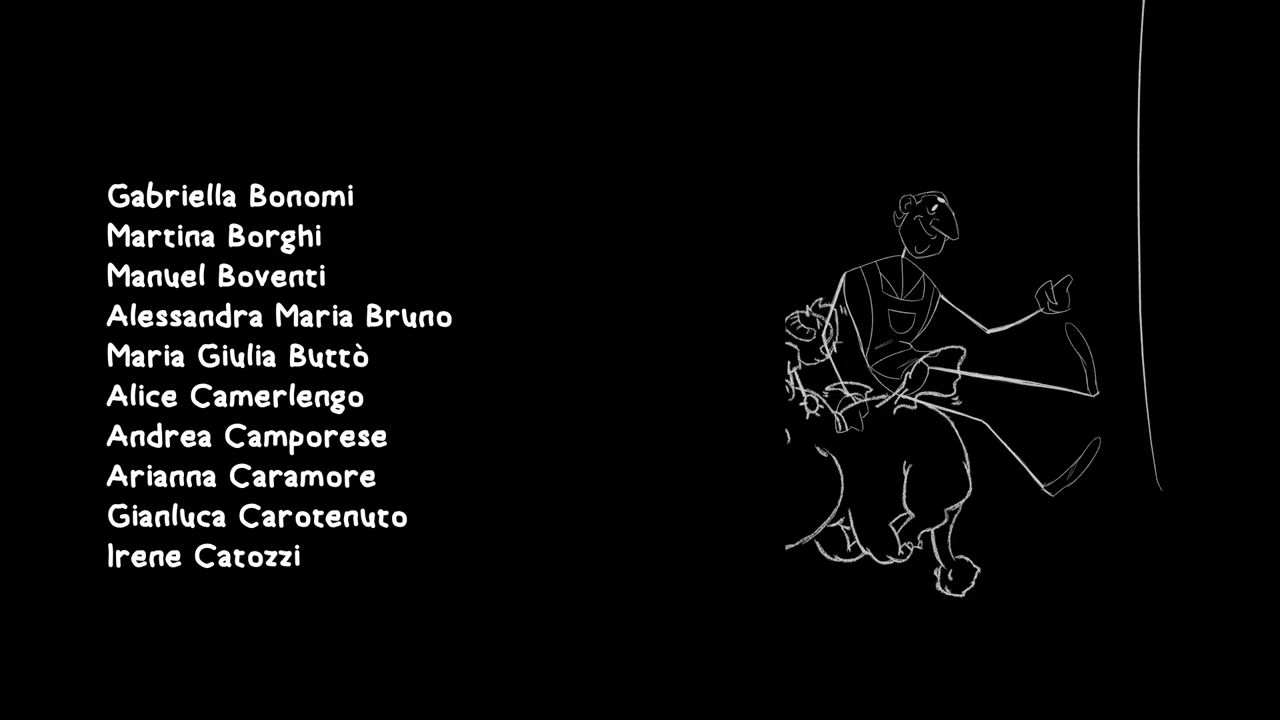 Gabriella Bonomi
Martina Borghi
Manuel Boventi
Alessandra Maria Bruno
Maria Giulia Buttò
Alice Camerlengo
Andrea Camporese
Arianna Caramore
Gianluca Carotenuto
Irene Catozzi